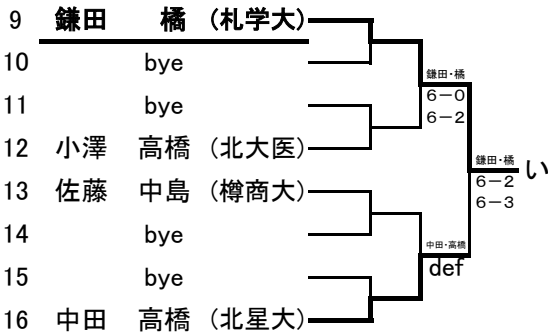 9 鎌田 橘 (札学大)
10 bye
鎌田・橘
6-0
11 bye
6-2
12 小澤 高橋 (北大医)
鎌田・橘
い
6-2
13 佐藤 中島 (樽商大)
6-3
14 bye
中田・高橋
def
15 bye
16 中田 高橋 (北星大)